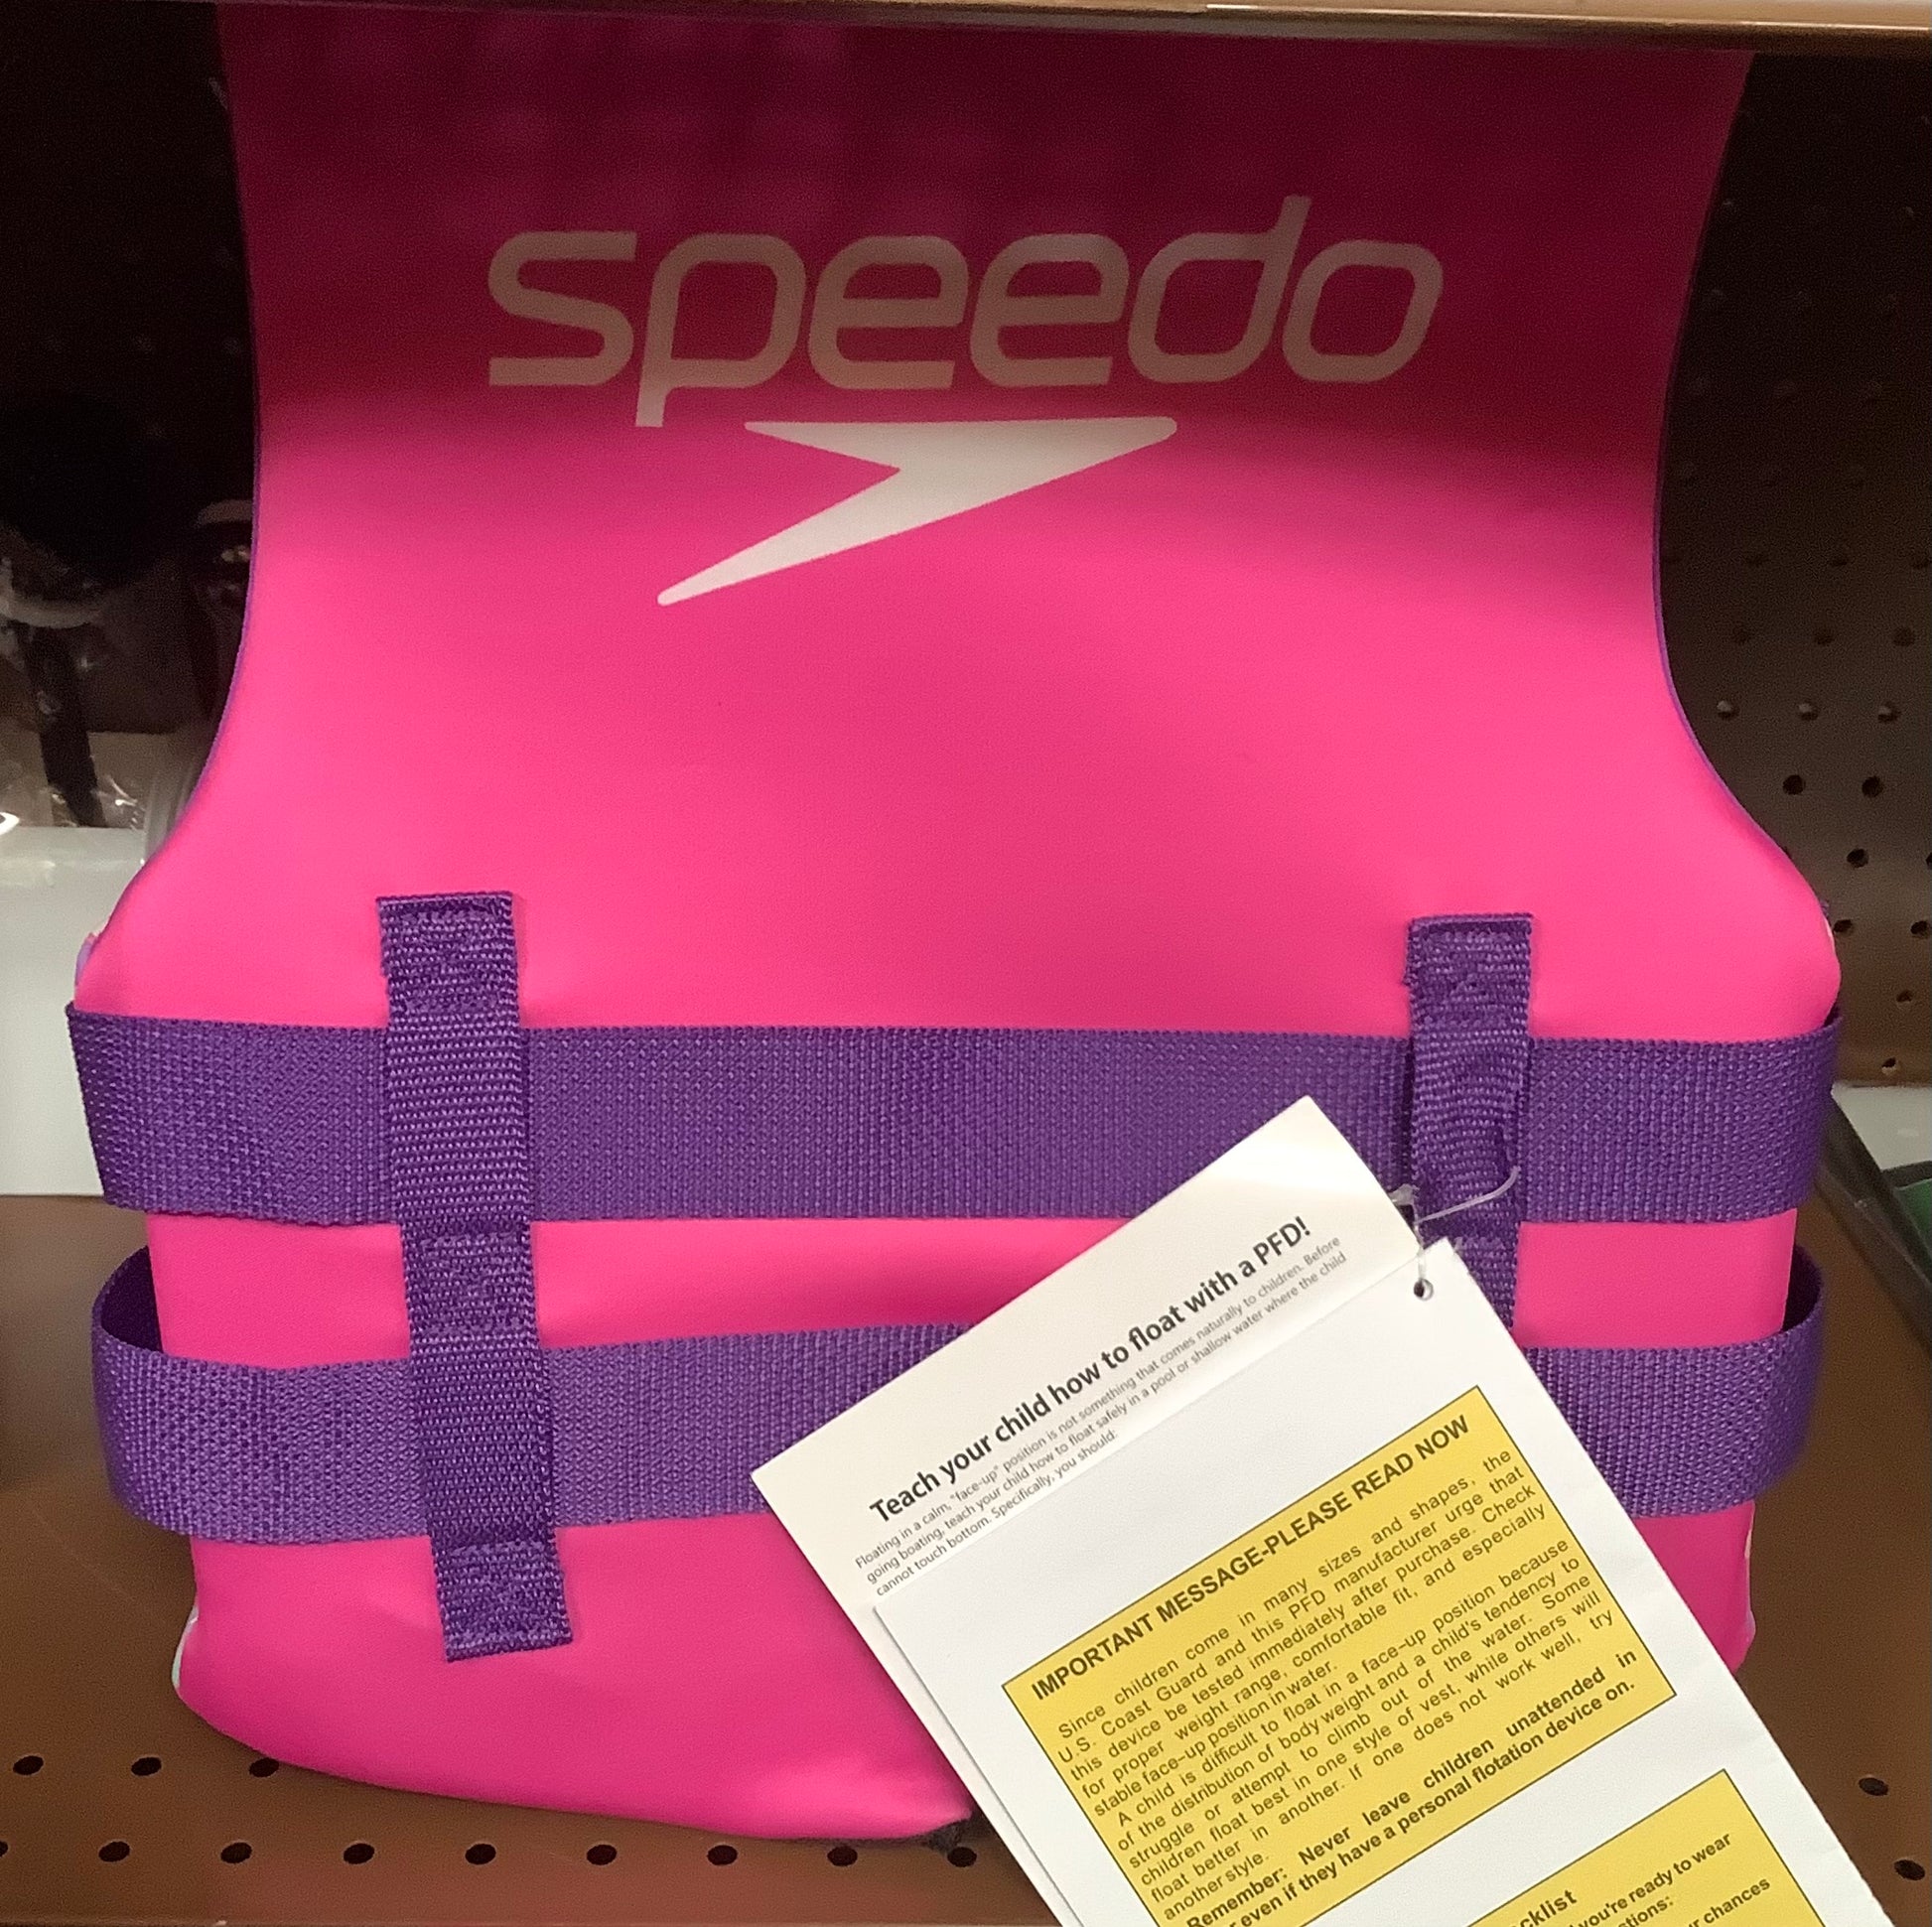 speedo
Teach your child how to float with a PFD!
Floating in a calm, "face-up" position is not something that comes naturally to children. Before
going boating, teach your child how to float safely in a pool or shallow water where the child
cannot touch bottom. Specifically, you should:
IMPORTANT MESSAGE-PLEASE READ NOW
Since children come in many sizes and shapes, the
U.S. Coast Guard and this PFD manufacturer urge that
this device be tested immediately after purchase. Check
for proper weight range, comfortable fit, and especially
stable face-up position in water.
A child is difficult to float in a face-up position because
of the distribution of body weight and a child's tendency to
struggle or attempt to climb out of the water. Some
children float best in one style of vest, while others will
float better in another. If one does not work well, try
another style.
Remember: Never leave children unattended in
r even if they have a personal flotation device on.
cklist
you're ready to wear
ctions:
ur chances